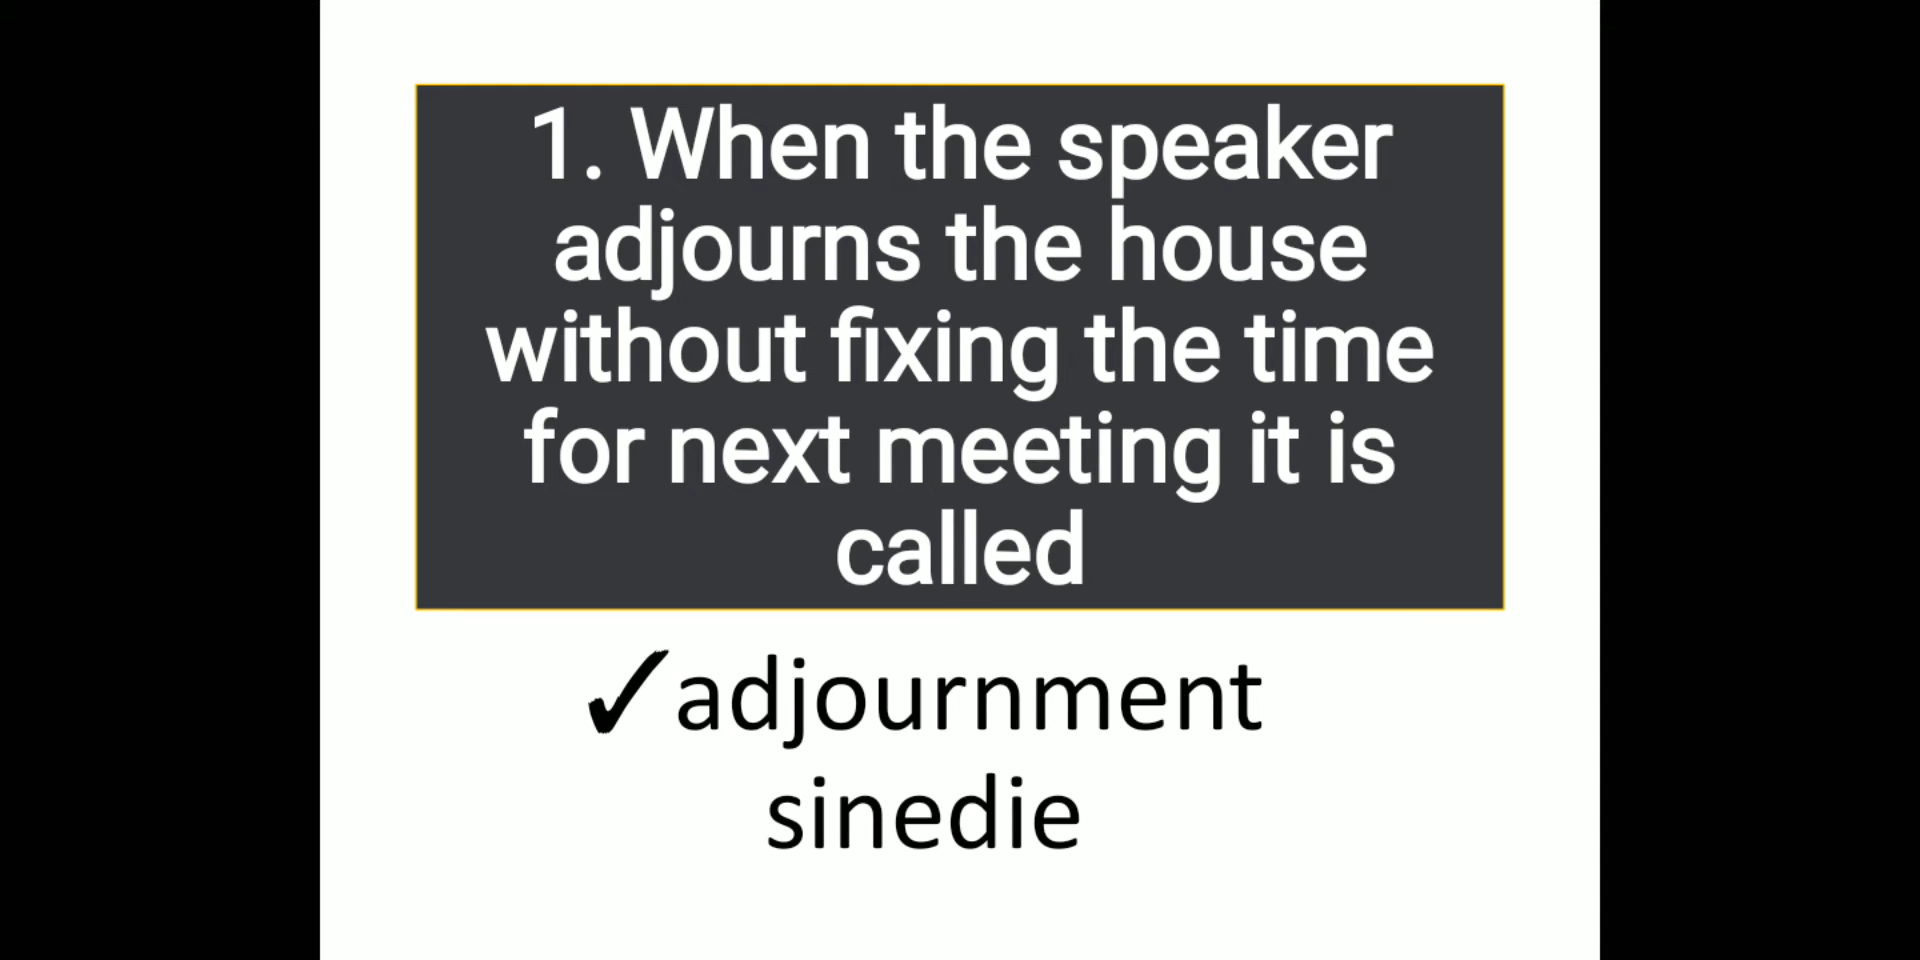 1. When the speaker
adjourns the house
without fixing the time
for next meeting it is
called
✓adjournment
sinedie